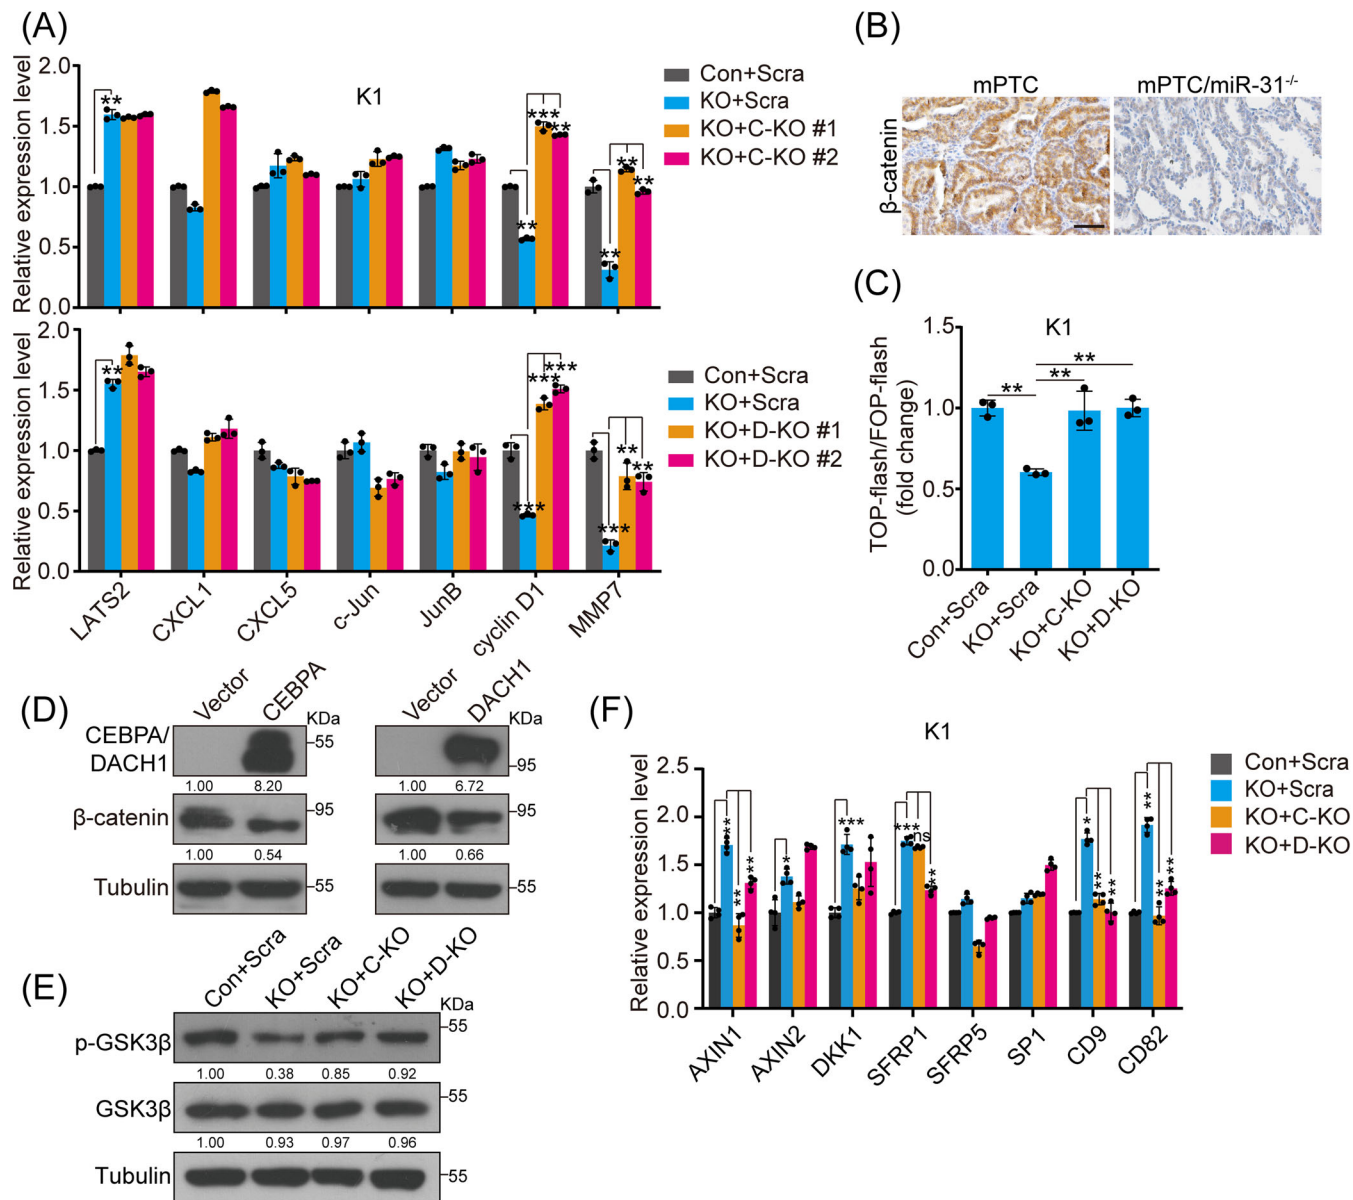 (A)
Relative expression level
2.0
1.5
1.0
0.5
0.0
K1
**
**
***
**
**
**
**
Con+Scra
KO+Scra
KO+C-KO #1
KO+C-KO #2
Relative expression level
2.0
1.5
1.0
0.5
0.0
**
***
***
***
***
**
**
Con+Scra
KO+Scra
KO+D-KO #1
KO+D-KO #2
LATS2
CXCL1
CXCL5
c-Jun
JunB
cyclin D1
MMP7
(B)
mPTC
mPTC/miR-31-/-
β-catenin
(C)
K1
TOP-flash/FOP-flash
(fold change)
1.5
1.0
0.5
0.0
**
**
**
Con+Scra
KO+Scra
KO+C-KO
KO+D-KO
(D)
Vector
CEBPA
KDa
Vector
DACH1
KDa
CEBPA/
DACH1
55
95
1.00
8.20
1.00
6.72
β-catenin
95
95
1.00
0.54
1.00
0.66
Tubulin
55
55
(E)
Con+Scra
KO+Scra
KO+C-KO
KO+D-KO
KDa
p-GSK3β
55
1.00
0.38
0.85
0.92
GSK3β
55
1.00
0.93
0.97
0.96
Tubulin
55
(F)
K1
Relative expression level
2.5
2.0
1.5
1.0
0.5
0.0
**
**
**
*
***
***
ns
**
*
**
**
**
**
**
Con+Scra
KO+Scra
KO+C-KO
KO+D-KO
AXIN1
AXIN2
DKK1
SFRP1
SFRP5
SP1
CD9
CD82